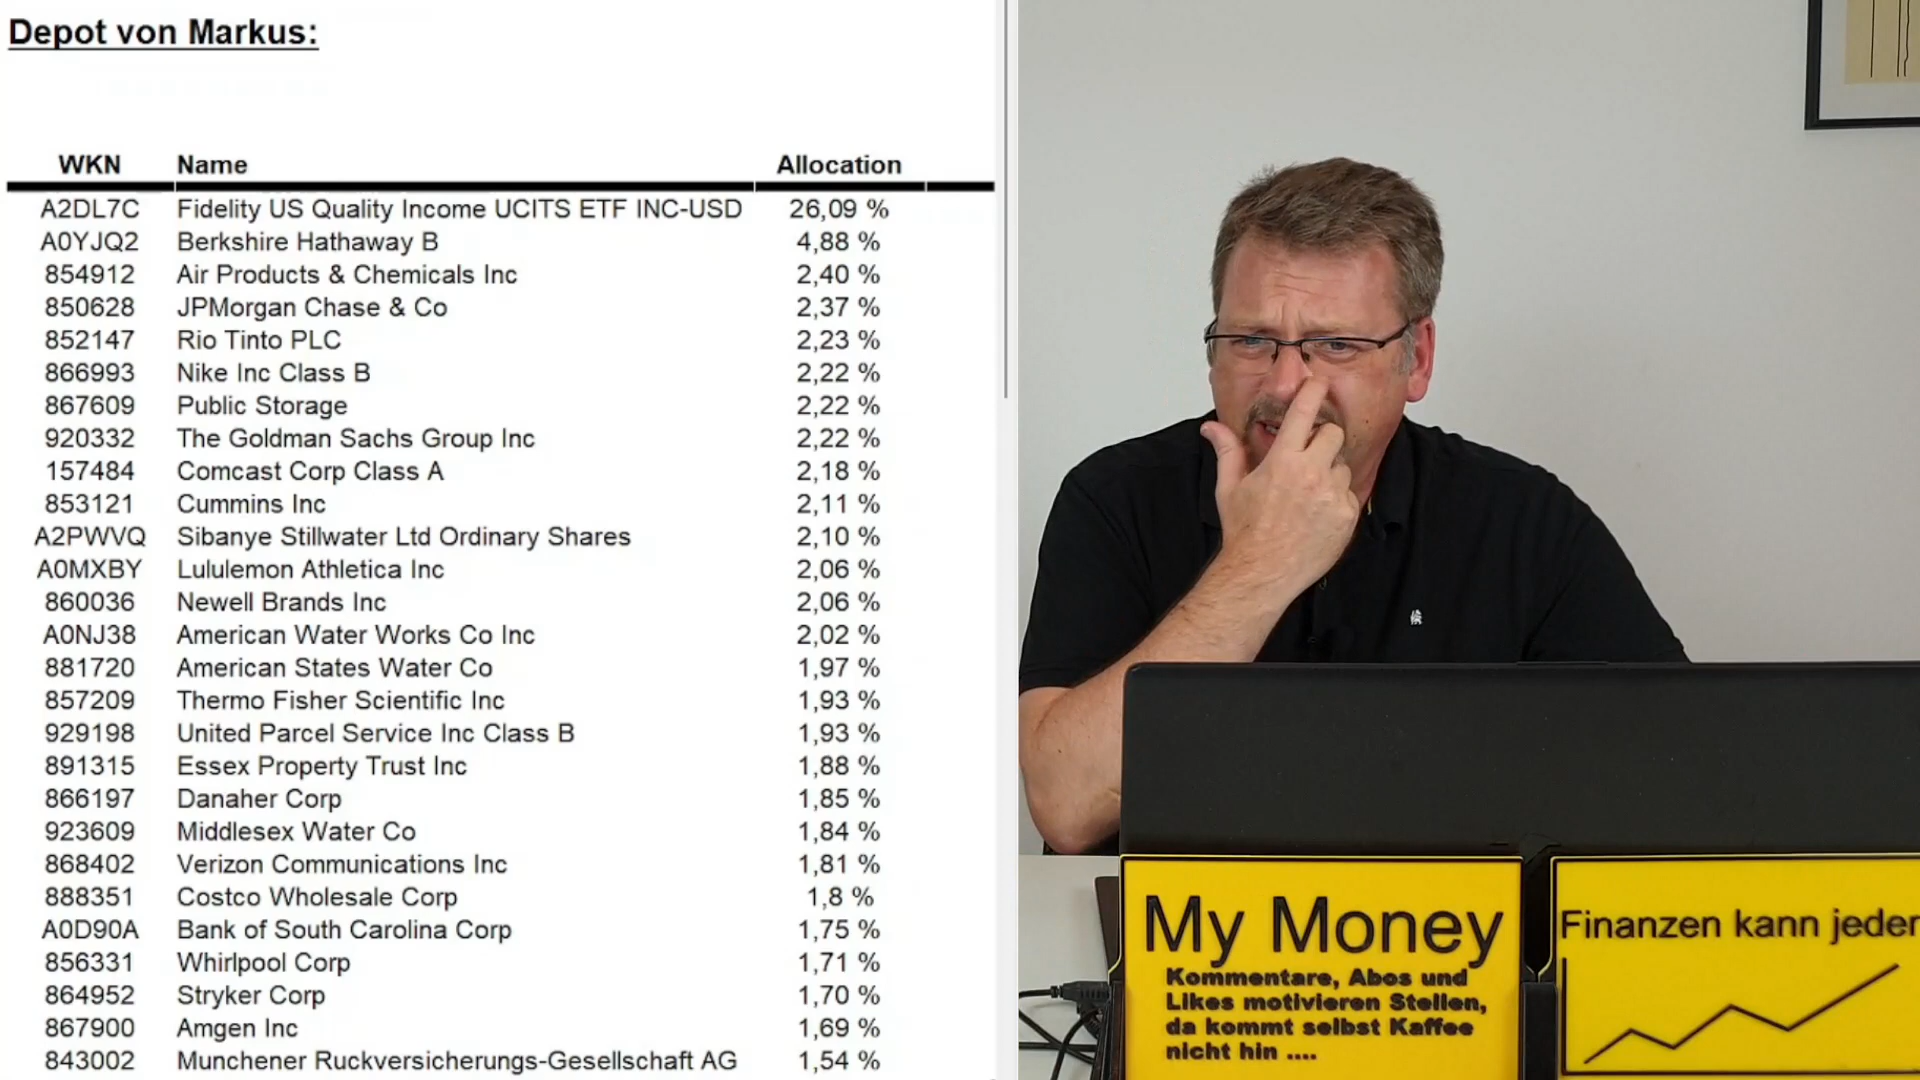 Depot von Markus:
WKN Name Allocation
A2DL7C Fidelity US Quality Income UCITS ETF INC-USD 26,09 %
A0YJQ2 Berkshire Hathaway B 4,88 %
854912 Air Products & Chemicals Inc 2,40 %
850628 JPMorgan Chase & Co 2,37 %
852147 Rio Tinto PLC 2,23 %
866993 Nike Inc Class B 2,22 %
867609 Public Storage 2,22 %
920332 The Goldman Sachs Group Inc 2,22 %
157484 Comcast Corp Class A 2,18 %
853121 Cummins Inc 2,11 %
A2PWVQ Sibanye Stillwater Ltd Ordinary Shares 2,10 %
A0MXBY Lululemon Athletica Inc 2,06 %
860036 Newell Brands Inc 2,06 %
A0NJ38 American Water Works Co Inc 2,02 %
881720 American States Water Co 1,97 %
857209 Thermo Fisher Scientific Inc 1,93 %
929198 United Parcel Service Inc Class B 1,93 %
891315 Essex Property Trust Inc 1,88 %
866197 Danaher Corp 1,85 %
923609 Middlesex Water Co 1,84 %
868402 Verizon Communications Inc 1,81 %
888351 Costco Wholesale Corp 1,8 %
A0D90A Bank of South Carolina Corp 1,75 %
856331 Whirlpool Corp 1,71 %
864952 Stryker Corp 1,70 %
867900 Amgen Inc 1,69 %
843002 Munchener Ruckversicherungs-Gesellschaft AG 1,54 %
My Money
Kommentare, Abos und
Likes motivieren Stellen,
da kommt selbst Kaffee
nicht hin ....
Finanzen kann jeder